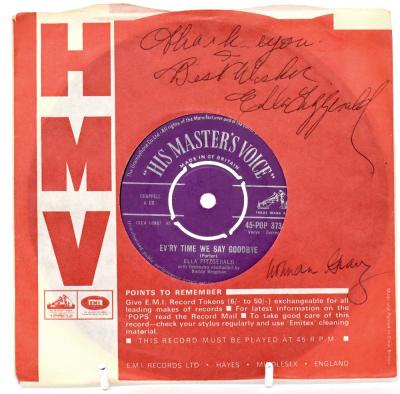 HMV
Thank you
&
Best Wishes
Ella Fitzgerald
"HIS MASTER'S VOICE"
MADE IN GT BRITAIN
CHAPPELL
& CO
45-POP 373
EV'RY TIME WE SAY GOODBYE
(Porter)
ELLA FITZGERALD
with Orchestra conducted by
Buddy Bregman
Norman Granz
EMI
POINTS TO REMEMBER
Give E.M.I. Record Tokens (6/- to 50/-) exchangeable for all
leading makes of records ■ For latest information on the
'POPS' read the Record Mail ■ To take good care of this
record—check your stylus regularly and use 'Emitex' cleaning
material.
■ THIS RECORD MUST BE PLAYED AT 45 R.P.M. ■
E.M.I. RECORDS LTD • HAYES • MIDDLESEX • ENGLAND